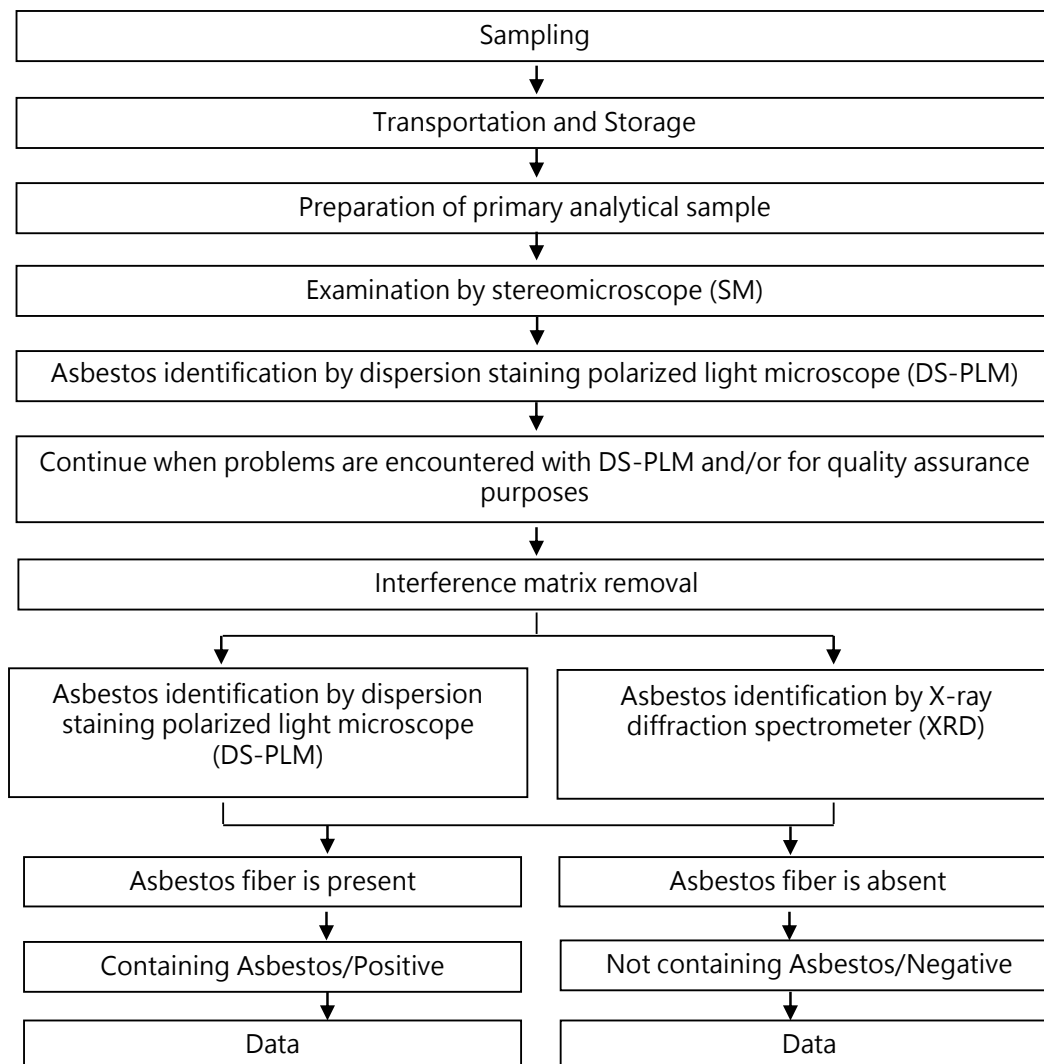 Sampling
Transportation and Storage
Preparation of primary analytical sample
Examination by stereomicroscope (SM)
Asbestos identification by dispersion staining polarized light microscope (DS-PLM)
Continue when problems are encountered with DS-PLM and/or for quality assurance
purposes
Interference matrix removal
Asbestos identification by dispersion
staining polarized light microscope
(DS-PLM)
Asbestos identification by X-ray
diffraction spectrometer (XRD)
Asbestos fiber is present
Asbestos fiber is absent
Containing Asbestos/Positive
Not containing Asbestos/Negative
Data
Data